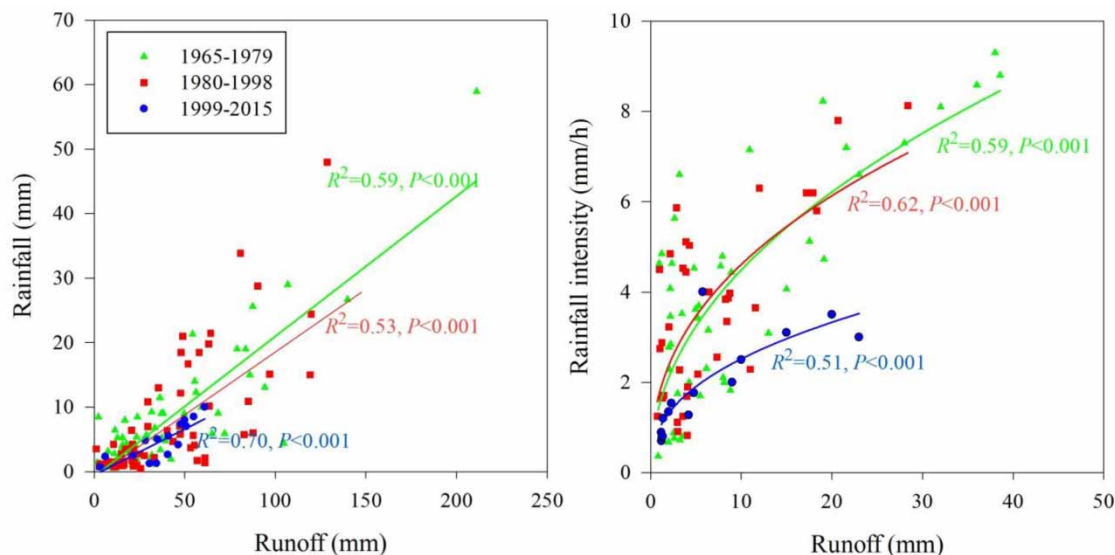 70
60
50
40
30
20
10
0
Rainfall (mm)
1965-1979
1980-1998
1999-2015
R²=0.59, P<0.001
R²=0.53, P<0.001
R²=0.70, P<0.001
0 50 100 150 200 250
Runoff (mm)
10
8
6
4
2
0
Rainfall intensity (mm/h)
R²=0.59, P<0.001
R²=0.62, P<0.001
R²=0.51, P<0.001
0 10 20 30 40 50
Runoff (mm)